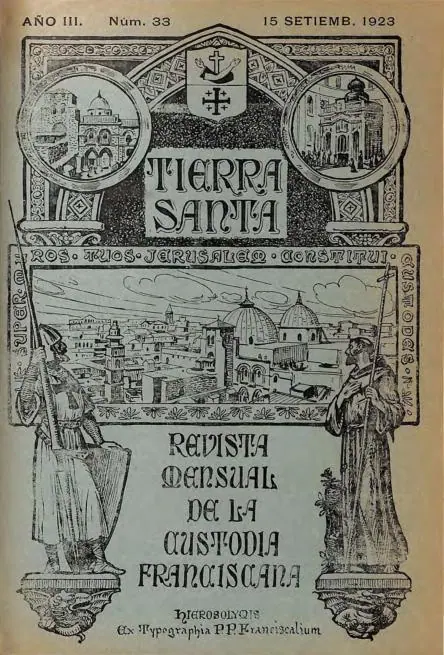 AÑO III. Núm. 33 15 SETIEMB. 1923
TIERRA
SANTA
SUPER MUROS · TUOS · JERUSALEM · CONSTITUI · CUSTODES
REVISTA
MENSUAL
DE LA
CUSTODIA
FRANCISCANA
HIEROSOLYMIS
Ex Typographia PP. Franciscalium